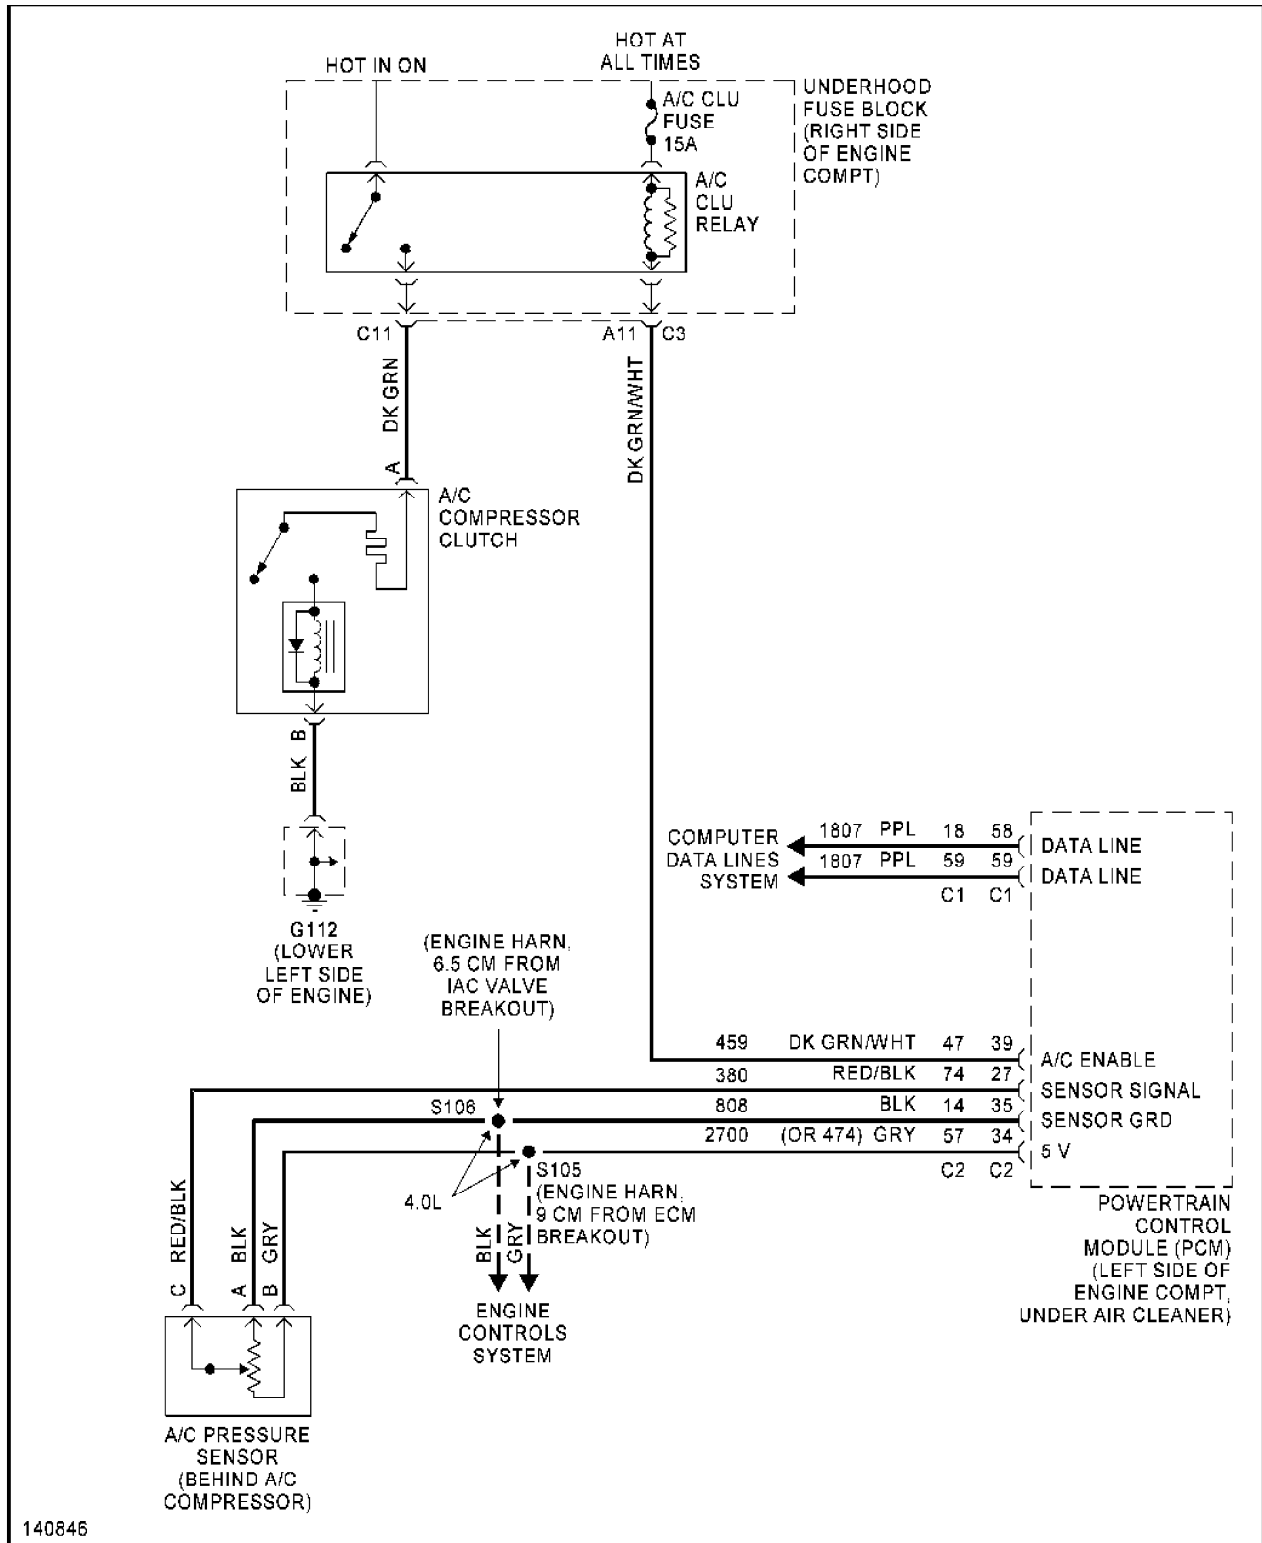 HOT IN ON
HOT AT
ALL TIMES
A/C CLU
FUSE
15A
UNDERHOOD
FUSE BLOCK
(RIGHT SIDE
OF ENGINE
COMPT)
A/C
CLU
RELAY
C11
A11
C3
DK GRN
DK GRN/WHT
A
A/C
COMPRESSOR
CLUTCH
B
BLK
G112
(LOWER
LEFT SIDE
OF ENGINE)
COMPUTER
DATA LINES
SYSTEM
1807 PPL 18 58
DATA LINE
1807 PPL 59 59
DATA LINE
C1 C1
(ENGINE HARN,
6.5 CM FROM
IAC VALVE
BREAKOUT)
459 DK GRN/WHT 47 39
A/C ENABLE
380 RED/BLK 74 27
SENSOR SIGNAL
S106
808 BLK 14 35
SENSOR GRD
2700 (OR 474) GRY 57 34
5 V
C2 C2
4.0L
S105
(ENGINE HARN,
9 CM FROM ECM
BREAKOUT)
BLK
GRY
ENGINE
CONTROLS
SYSTEM
POWERTRAIN
CONTROL
MODULE (PCM)
(LEFT SIDE OF
ENGINE COMPT,
UNDER AIR CLEANER)
RED/BLK
BLK
GRY
C
A
B
A/C PRESSURE
SENSOR
(BEHIND A/C
COMPRESSOR)
140846